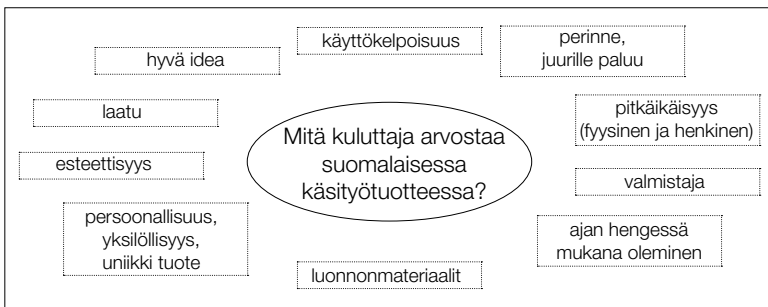 käyttökelpoisuus
perinne,
juurille paluu
hyvä idea
laatu
pitkäikäisyys
(fyysinen ja henkinen)
Mitä kuluttaja arvostaa
suomalaisessa
käsityötuotteessa?
esteettisyys
valmistaja
persoonallisuus,
yksilöllisyys,
uniikki tuote
ajan hengessä
mukana oleminen
luonnonmateriaalit